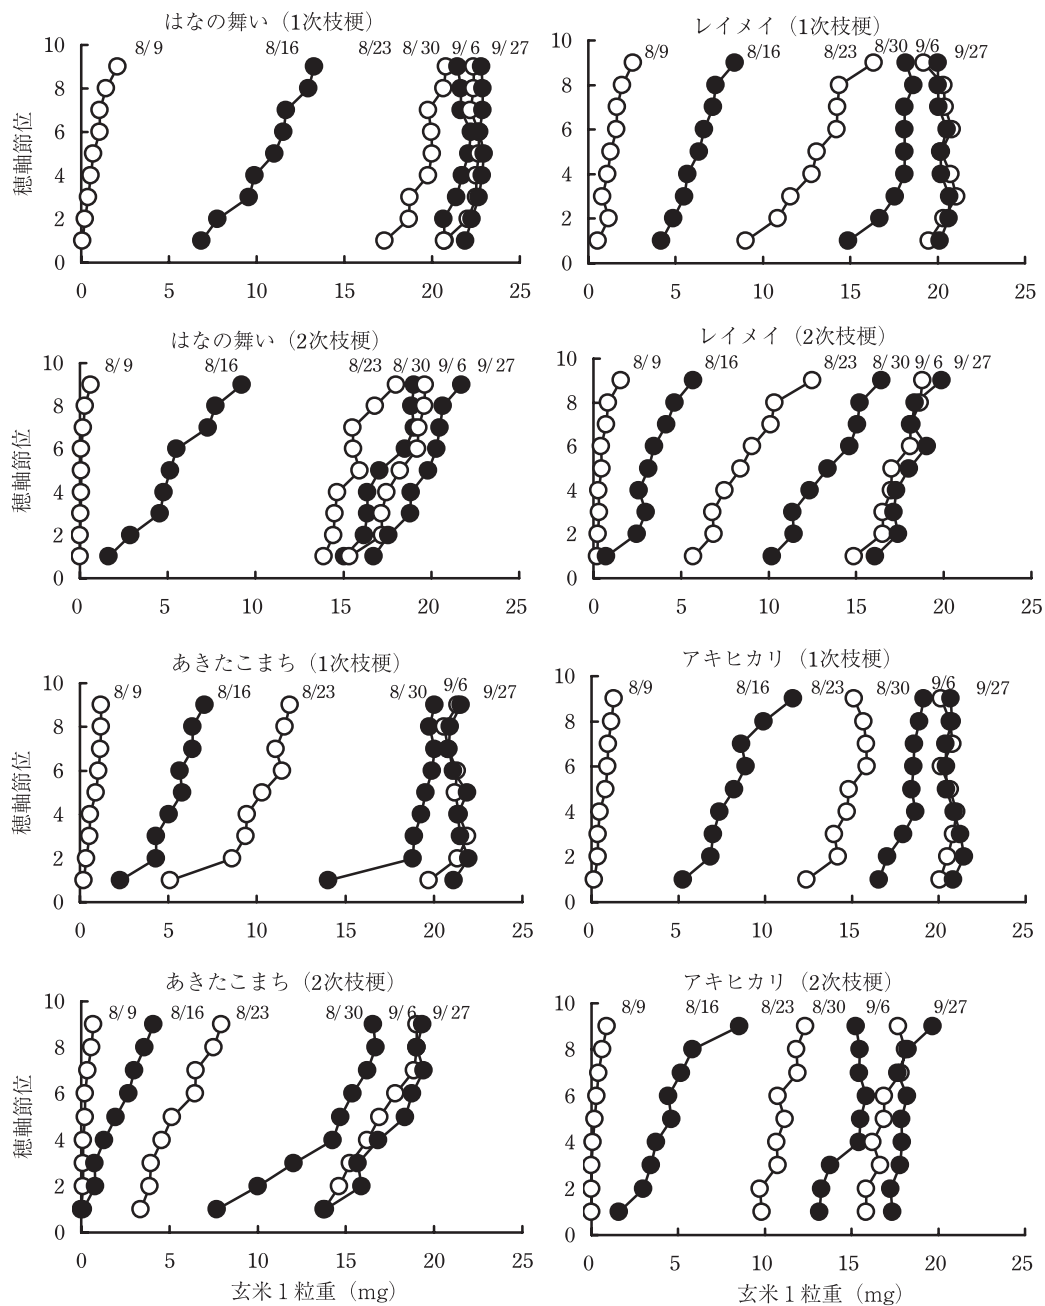 はなの舞い（1次枝梗）
8/ 9 8/16 8/23 8/ 30 9/ 6 9/ 27
穂軸節位
10
8
6
4
2
0
0 5 10 15 20 25
レイメイ（1次枝梗）
8/9 8/16 8/23 8/30 9/6 9/27
10
8
6
4
2
0
0 5 10 15 20 25
はなの舞い（2次枝梗）
8/ 9 8/16 8/23 8/ 30 9/ 6 9/ 27
穂軸節位
10
8
6
4
2
0
0 5 10 15 20 25
レイメイ（2次枝梗）
8/ 9 8/16 8/23 8/ 30 9/ 6 9/ 27
10
8
6
4
2
0
0 5 10 15 20 25
あきたこまち（1次枝梗）
8/ 9 8/16 8/23 8/ 30 9/6 9/27
穂軸節位
10
8
6
4
2
0
0 5 10 15 20 25
アキヒカリ（1次枝梗）
8/9 8/16 8/23 8/30 9/6 9/27
10
8
6
4
2
0
0 5 10 15 20 25
あきたこまち（2次枝梗）
8/ 9 8/16 8/23 8/ 30 9/ 6 9/ 27
穂軸節位
10
8
6
4
2
0
0 5 10 15 20 25
玄米１粒重（mg）
アキヒカリ（2次枝梗）
8/9 8/16 8/23 8/30 9/6 9/27
10
8
6
4
2
0
0 5 10 15 20 25
玄米１粒重（mg）